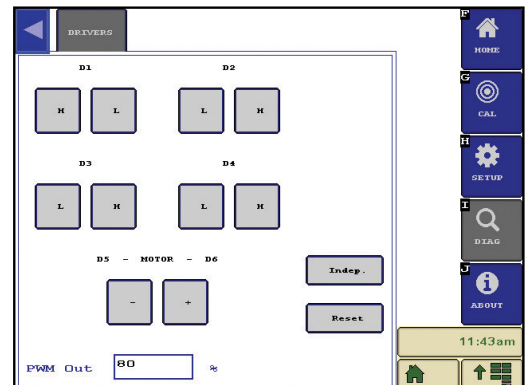 DRIVERS
D1 D2
H L L H
D3 D4
L H L H
D5 - MOTOR - D6
- +
Indep.
Reset
PWM Out 80 %
F
HOME
G
CAL
H
SETUP
I
DIAG
J
ABOUT
11:43am